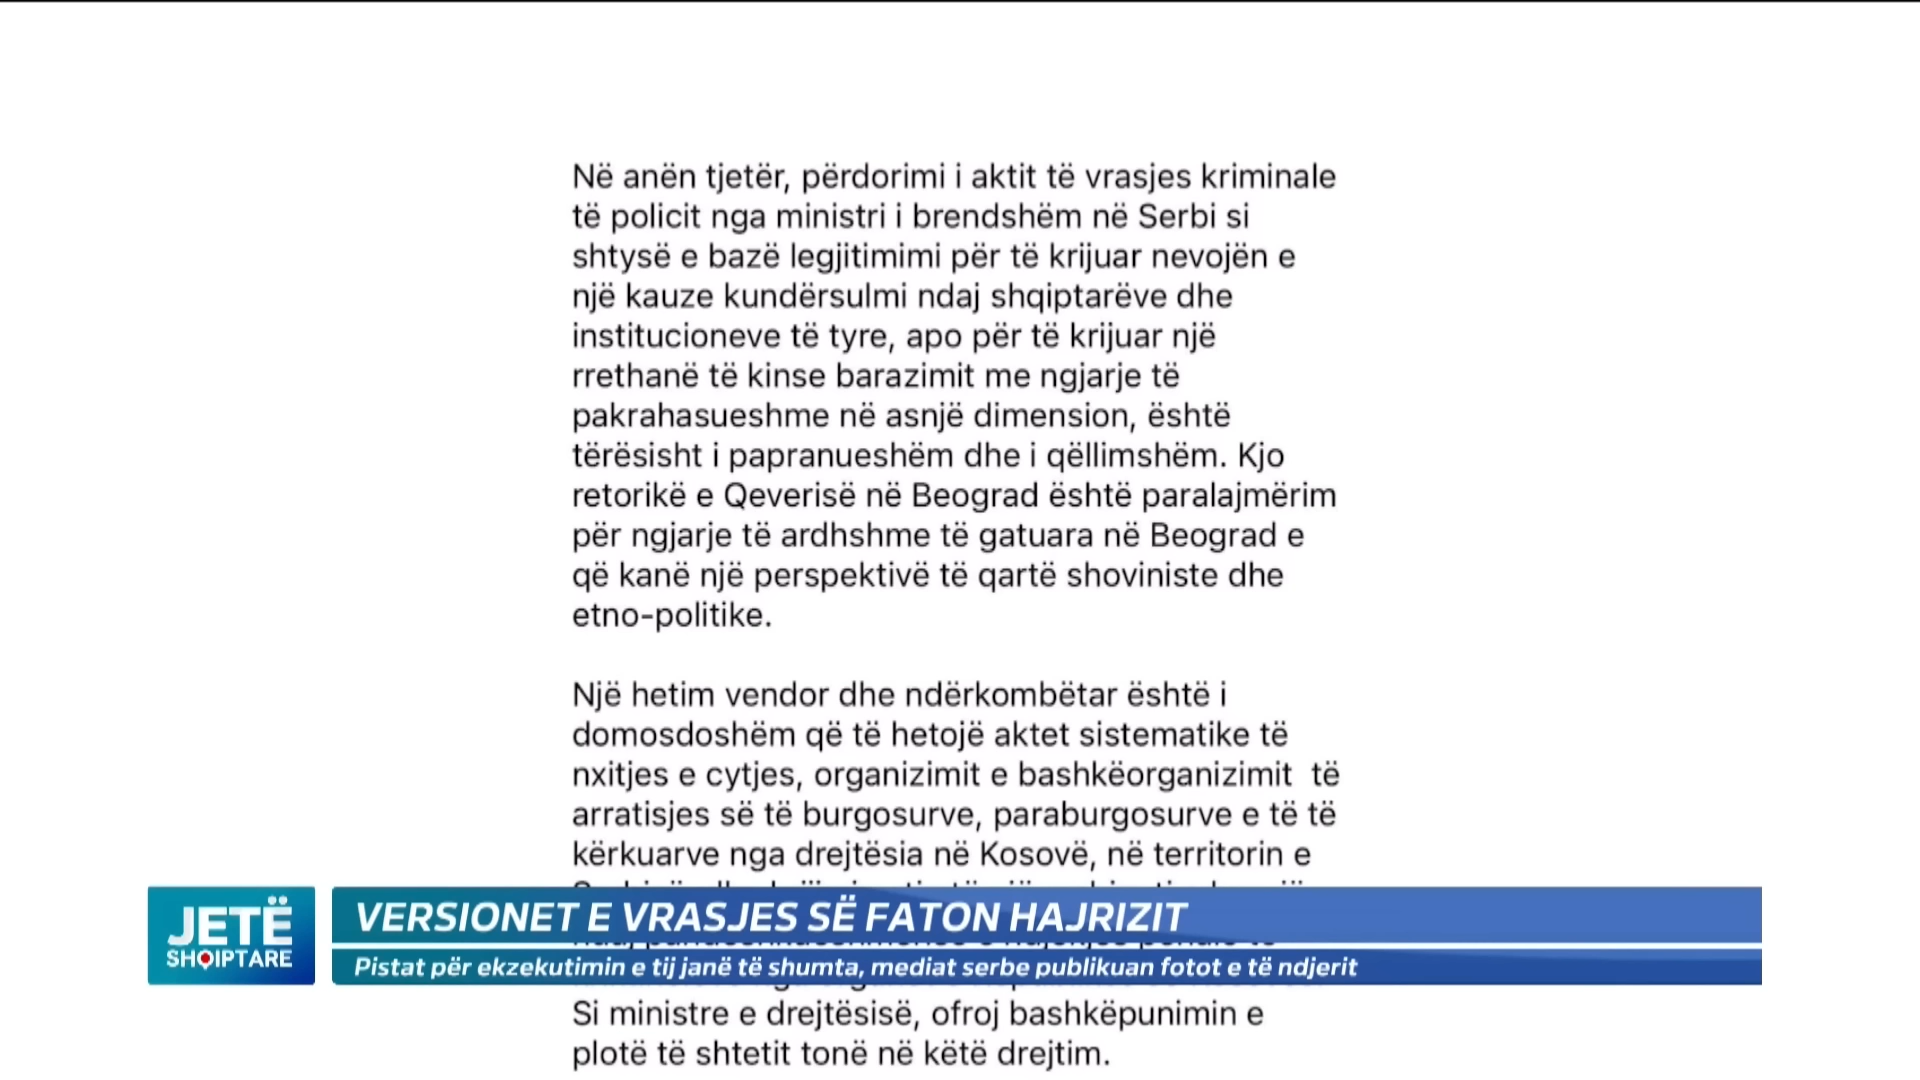 Në anën tjetër, përdorimi i aktit të vrasjes kriminale
të policit nga ministri i brendshëm në Serbi si
shtysë e bazë legjitimimi për të krijuar nevojën e
një kauze kundërsulmi ndaj shqiptarëve dhe
institucioneve të tyre, apo për të krijuar një
rrethanë të kinse barazimit me ngjarje të
pakrahasueshme në asnjë dimension, është
tërësisht i papranueshëm dhe i qëllimshëm. Kjo
retorikë e Qeverisë në Beograd është paralajmërim
për ngjarje të ardhshme të gatuara në Beograd e
që kanë një perspektivë të qartë shoviniste dhe
etno-politike.
Një hetim vendor dhe ndërkombëtar është i
domosdoshëm që të hetojë aktet sistematike të
nxitjes e cytjes, organizimit e bashkëorganizimit të
arratisjes së të burgosurve, paraburgosurve e të të
kërkuarve nga drejtësia në Kosovë, në territorin e
JETË
SHQIPTARE
VERSIONET E VRASJES SË FATON HAJRIZIT
Pistat për ekzekutimin e tij janë të shumta, mediat serbe publikuan fotot e të ndjerit
Si ministre e drejtësisë, ofroj bashkëpunimin e
plotë të shtetit tonë në këtë drejtim.